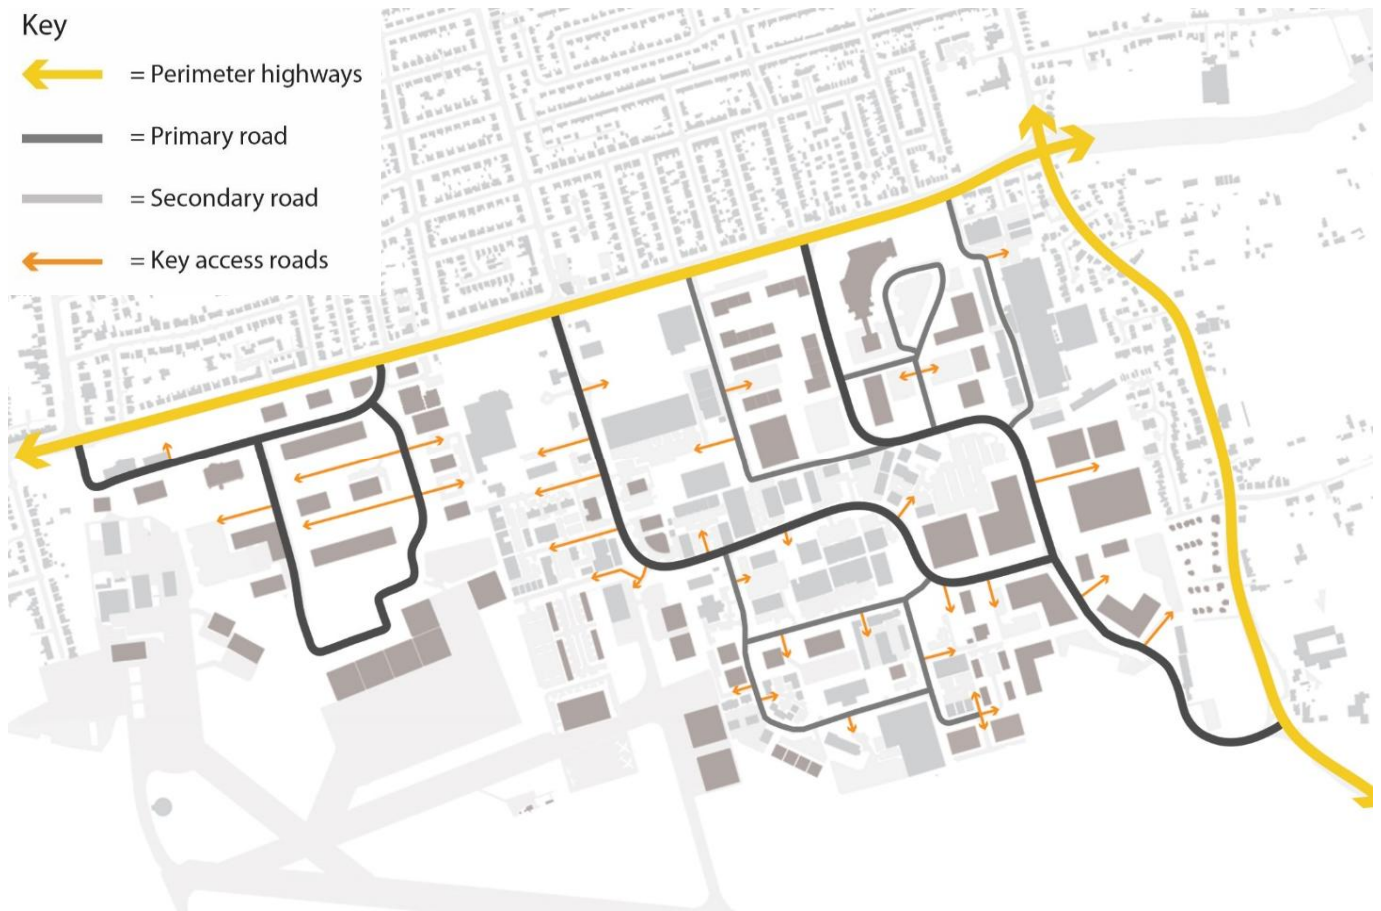 Key
= Perimeter highways
= Primary road
= Secondary road
= Key access roads